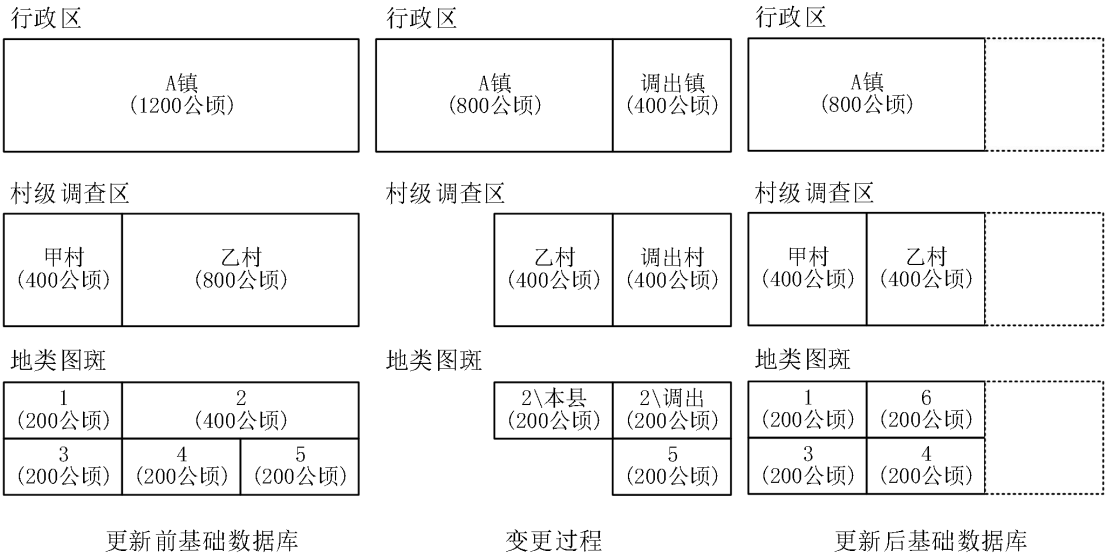 行政区
行政区
行政区
A镇
(1200公顷)
A镇
(800公顷)
调出镇
(400公顷)
A镇
(800公顷)
村级调查区
村级调查区
村级调查区
甲村
(400公顷)
乙村
(800公顷)
乙村
(400公顷)
调出村
(400公顷)
甲村
(400公顷)
乙村
(400公顷)
地类图斑
地类图斑
地类图斑
1
(200公顷)
2
(400公顷)
2\本县
(200公顷)
2\调出
(200公顷)
1
(200公顷)
6
(200公顷)
3
(200公顷)
4
(200公顷)
5
(200公顷)
5
(200公顷)
3
(200公顷)
4
(200公顷)
更新前基础数据库
变更过程
更新后基础数据库